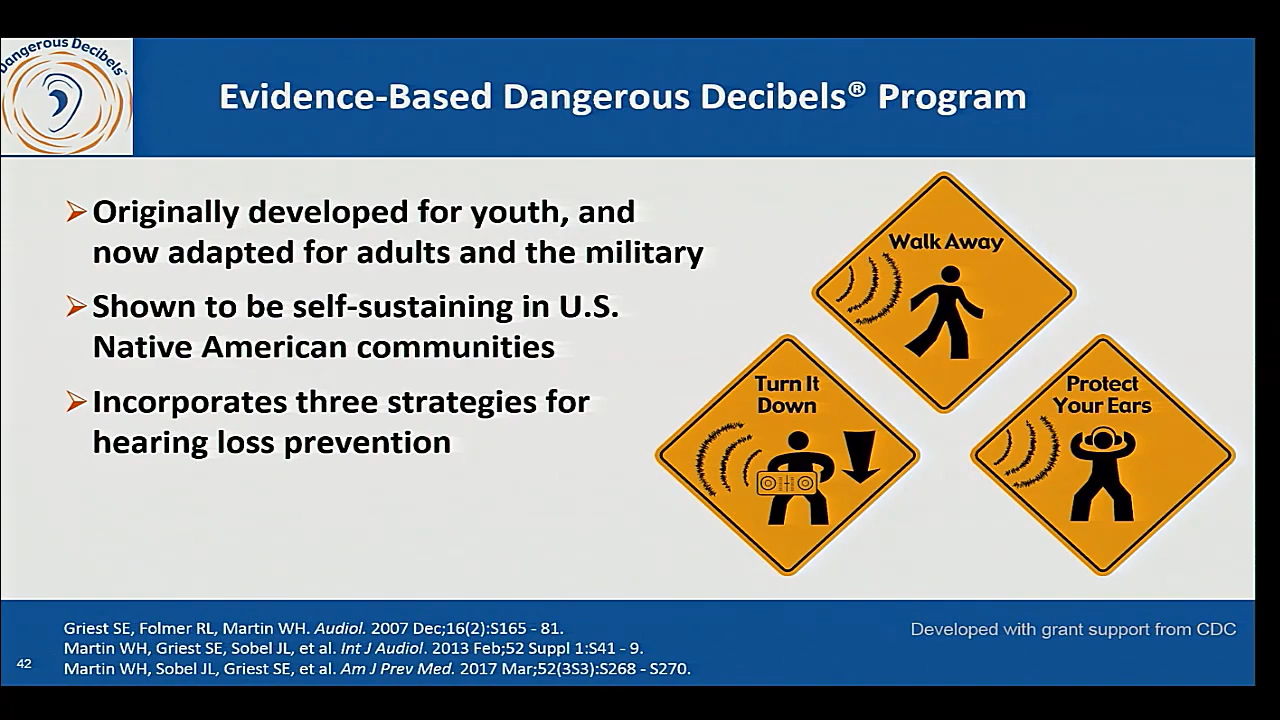 Dangerous Decibels™
Evidence-Based Dangerous Decibels® Program
➢Originally developed for youth, and
now adapted for adults and the military
➢Shown to be self-sustaining in U.S.
Native American communities
➢Incorporates three strategies for
hearing loss prevention
Walk Away
Turn It
Down
Protect
Your Ears
Griest SE, Folmer RL, Martin WH. Audiol. 2007 Dec;16(2):S165 - 81.
Martin WH, Griest SE, Sobel JL, et al. Int J Audiol. 2013 Feb;52 Suppl 1:S41 - 9.
Martin WH, Sobel JL, Griest SE, et al. Am J Prev Med. 2017 Mar;52(3S3):S268 - S270.
Developed with grant support from CDC
42